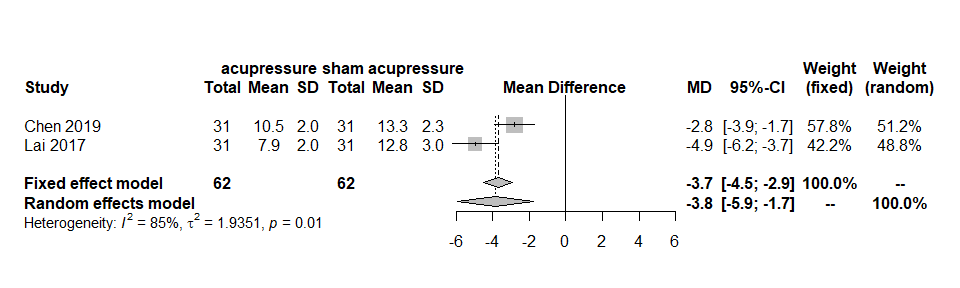 acupressure sham acupressure Weight Weight
Study Total Mean SD Total Mean SD Mean Difference MD 95%-CI (fixed) (random)
Chen 2019 31 10.5 2.0 31 13.3 2.3 -2.8 [-3.9; -1.7] 57.8% 51.2%
Lai 2017 31 7.9 2.0 31 12.8 3.0 -4.9 [-6.2; -3.7] 42.2% 48.8%
Fixed effect model 62 62 -3.7 [-4.5; -2.9] 100.0% --
Random effects model -3.8 [-5.9; -1.7] -- 100.0%
Heterogeneity: I² = 85%, τ² = 1.9351, p = 0.01
-6 -4 -2 0 2 4 6